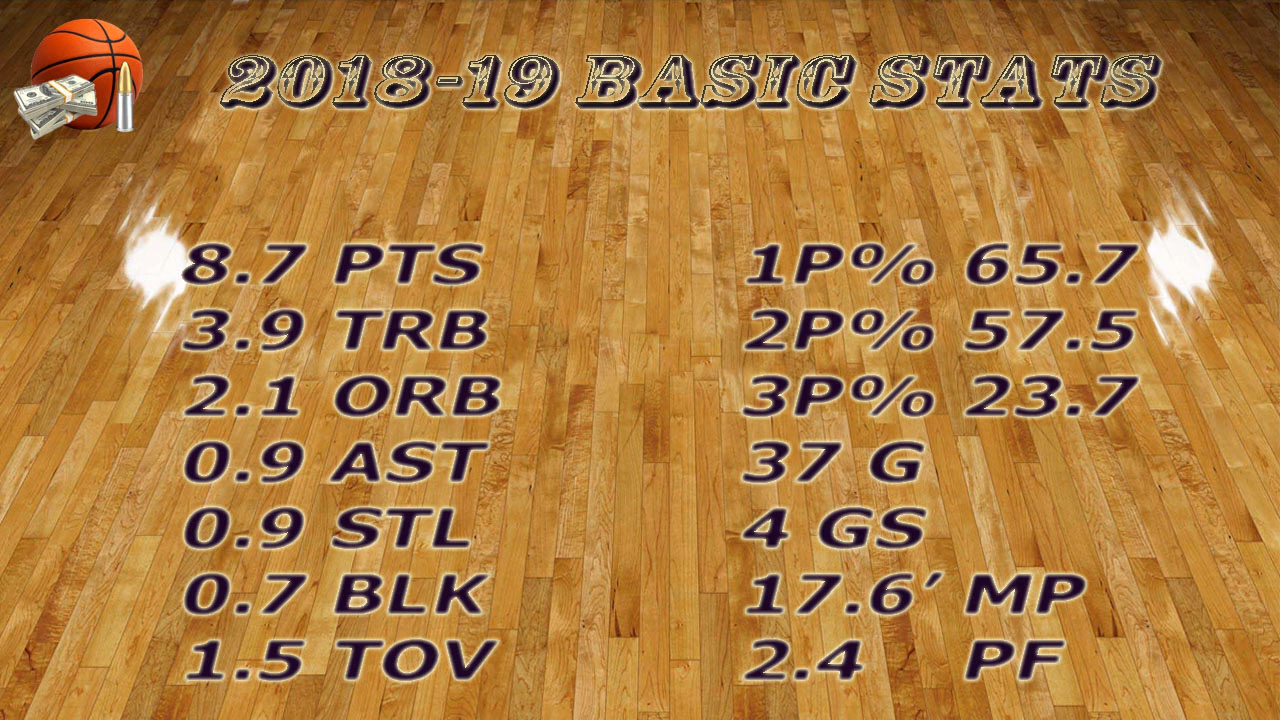 2018-19 BASIC STATS
8.7 PTS
3.9 TRB
2.1 ORB
0.9 AST
0.9 STL
0.7 BLK
1.5 TOV
1P% 65.7
2P% 57.5
3P% 23.7
37 G
4 GS
17.6’ MP
2.4 PF